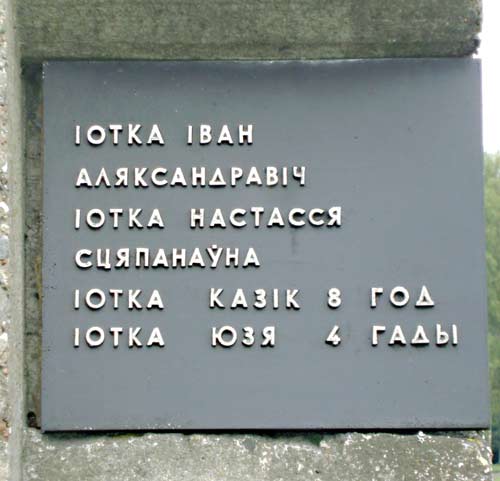 ІОТКА ІВАН
АЛЯКСАНДРАВІЧ
ІОТКА НАСТАССЯ
СЦЯПАНАЎНА
ІОТКА КАЗІК 8 ГОД
ІОТКА ЮЗЯ 4 ГАДЫ